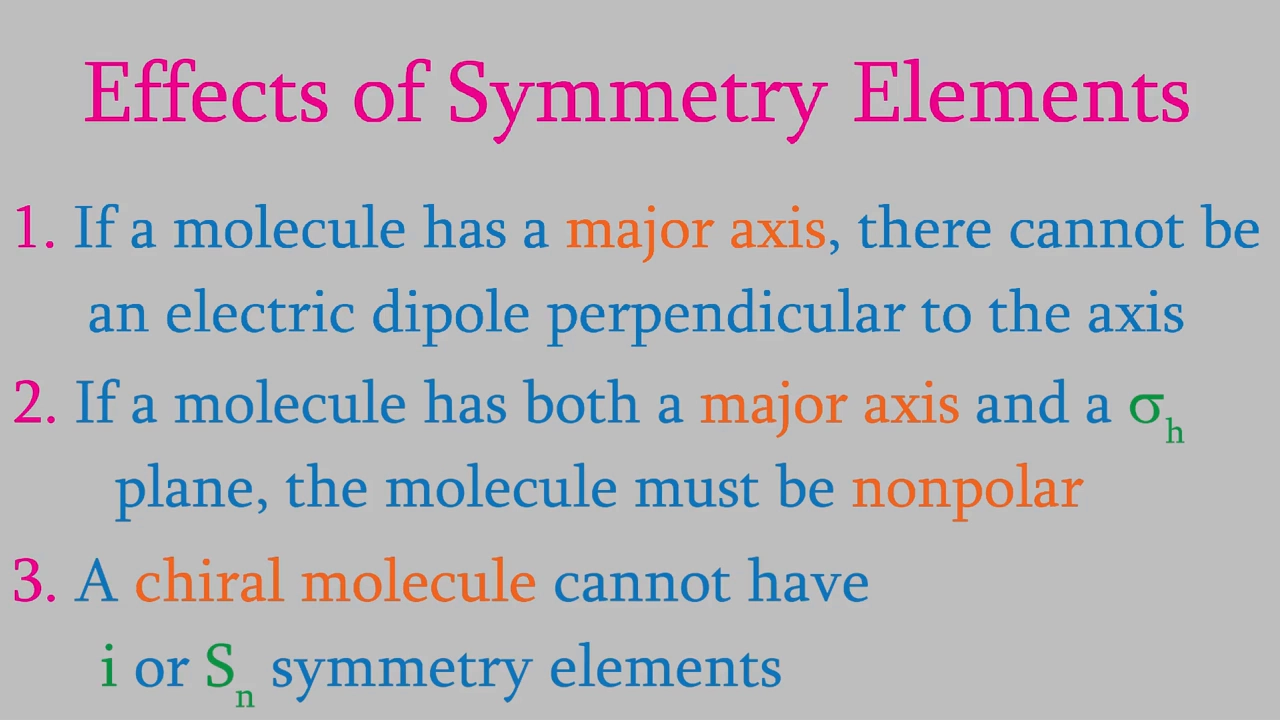 Effects of Symmetry Elements
1. If a molecule has a major axis, there cannot be
an electric dipole perpendicular to the axis
2. If a molecule has both a major axis and a σh
plane, the molecule must be nonpolar
3. A chiral molecule cannot have
i or Sn symmetry elements